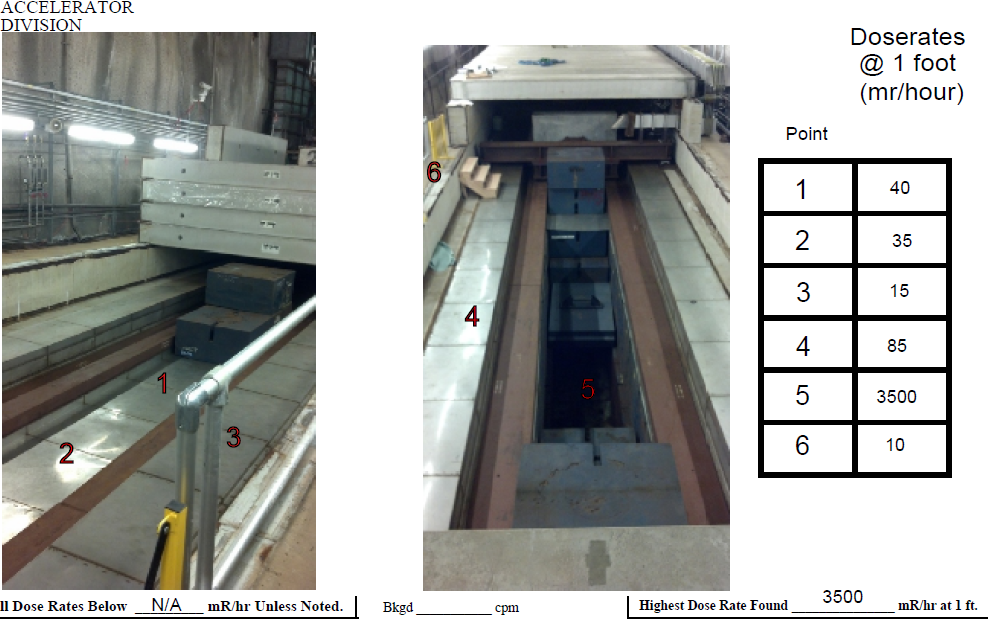 ACCELERATOR
DIVISION
Doserates
@ 1 foot
(mr/hour)
Point
1 40
2 35
3 15
4 85
5 3500
6 10
1
2
3
4
5
6
ll Dose Rates Below N/A mR/hr Unless Noted.
Bkgd ____________ cpm
Highest Dose Rate Found 3500 mR/hr at 1 ft.